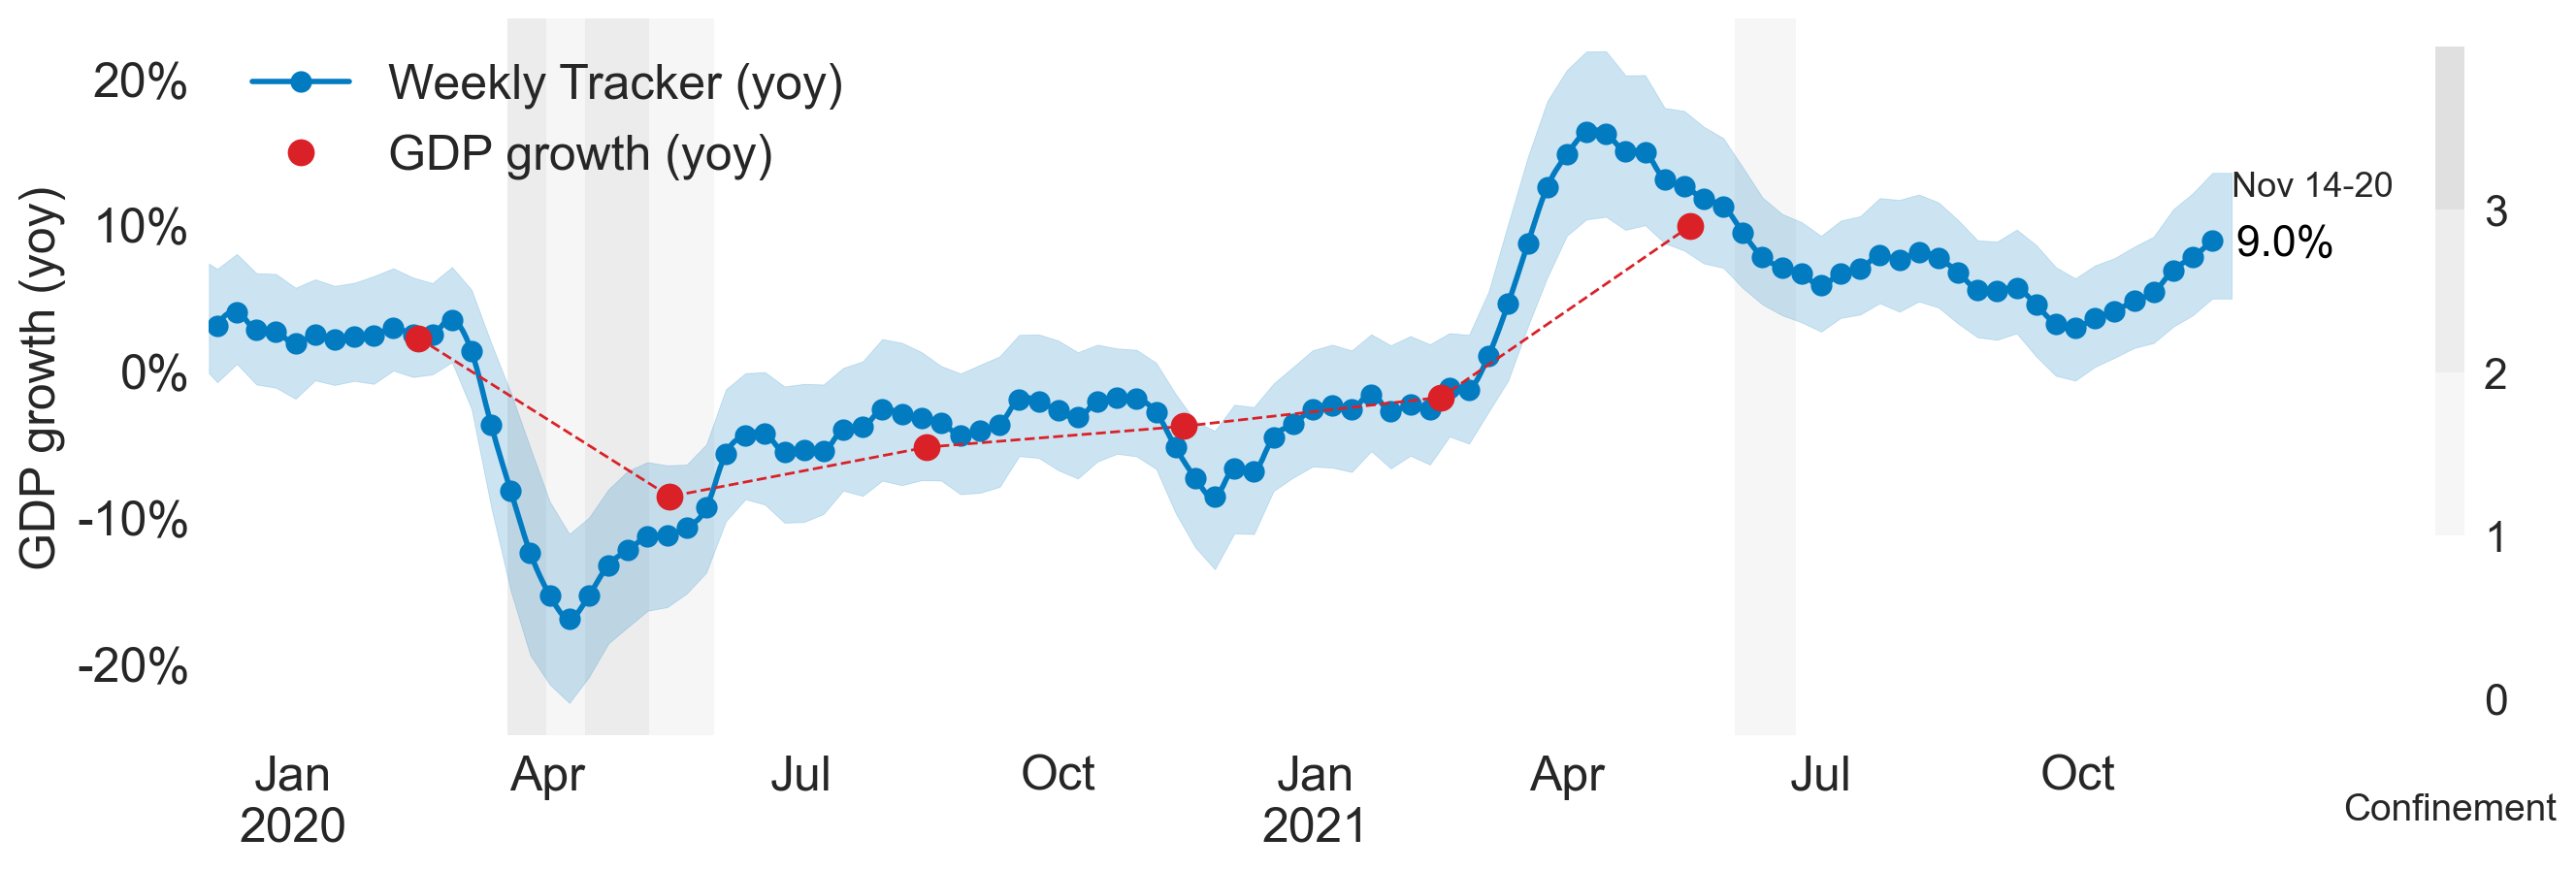 Weekly Tracker (yoy)
GDP growth (yoy)
GDP growth (yoy)
20%
10%
0%
-10%
-20%
Nov 14-20
9.0%
3
2
1
0
Jan Apr Jul Oct Jan Apr Jul Oct
2020 2021
Confinement